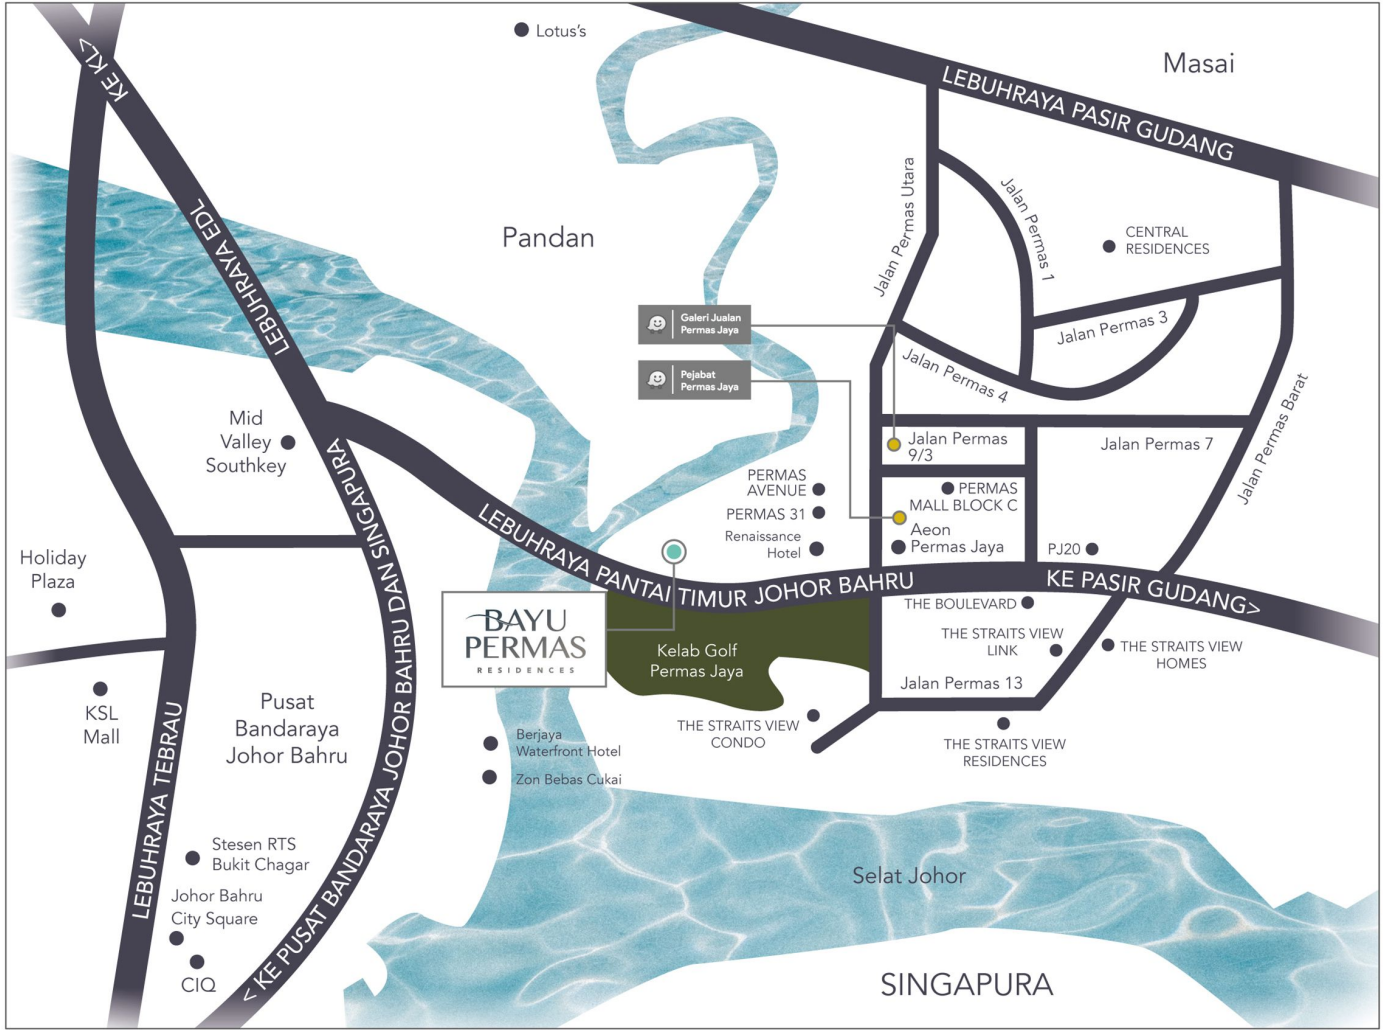 Lotus's
Masai
KE KL>
LEBUHRAYA PASIR GUDANG
Jalan Permas Utara
Jalan Permas 1
CENTRAL
RESIDENCES
LEBUHRAYA EDL
Pandan
Galeri Jualan
Permas Jaya
Jalan Permas 3
Jalan Permas 4
Pejabat
Permas Jaya
Jalan Permas Barat
Mid
Valley
Southkey
Jalan Permas
9/3
Jalan Permas 7
PERMAS
AVENUE
PERMAS
MALL BLOCK C
PERMAS 31
Renaissance
Hotel
Aeon
Permas Jaya
PJ20
LEBUHRAYA PANTAI TIMUR JOHOR BAHRU
KE PASIR GUDANG>
Holiday
Plaza
BAYU
PERMAS
RESIDENCES
THE BOULEVARD
THE STRAITS VIEW
LINK
THE STRAITS VIEW
HOMES
Kelab Golf
Permas Jaya
Jalan Permas 13
KSL
Mall
Pusat
Bandaraya
Johor Bahru
THE STRAITS VIEW
CONDO
THE STRAITS VIEW
RESIDENCES
Berjaya
Waterfront Hotel
Zon Bebas Cukai
LEBUHRAYA TEBRAU
< KE PUSAT BANDARAYA JOHOR BAHRU DAN SINGAPURA
Stesen RTS
Bukit Chagar
Johor Bahru
City Square
CIQ
Selat Johor
SINGAPURA